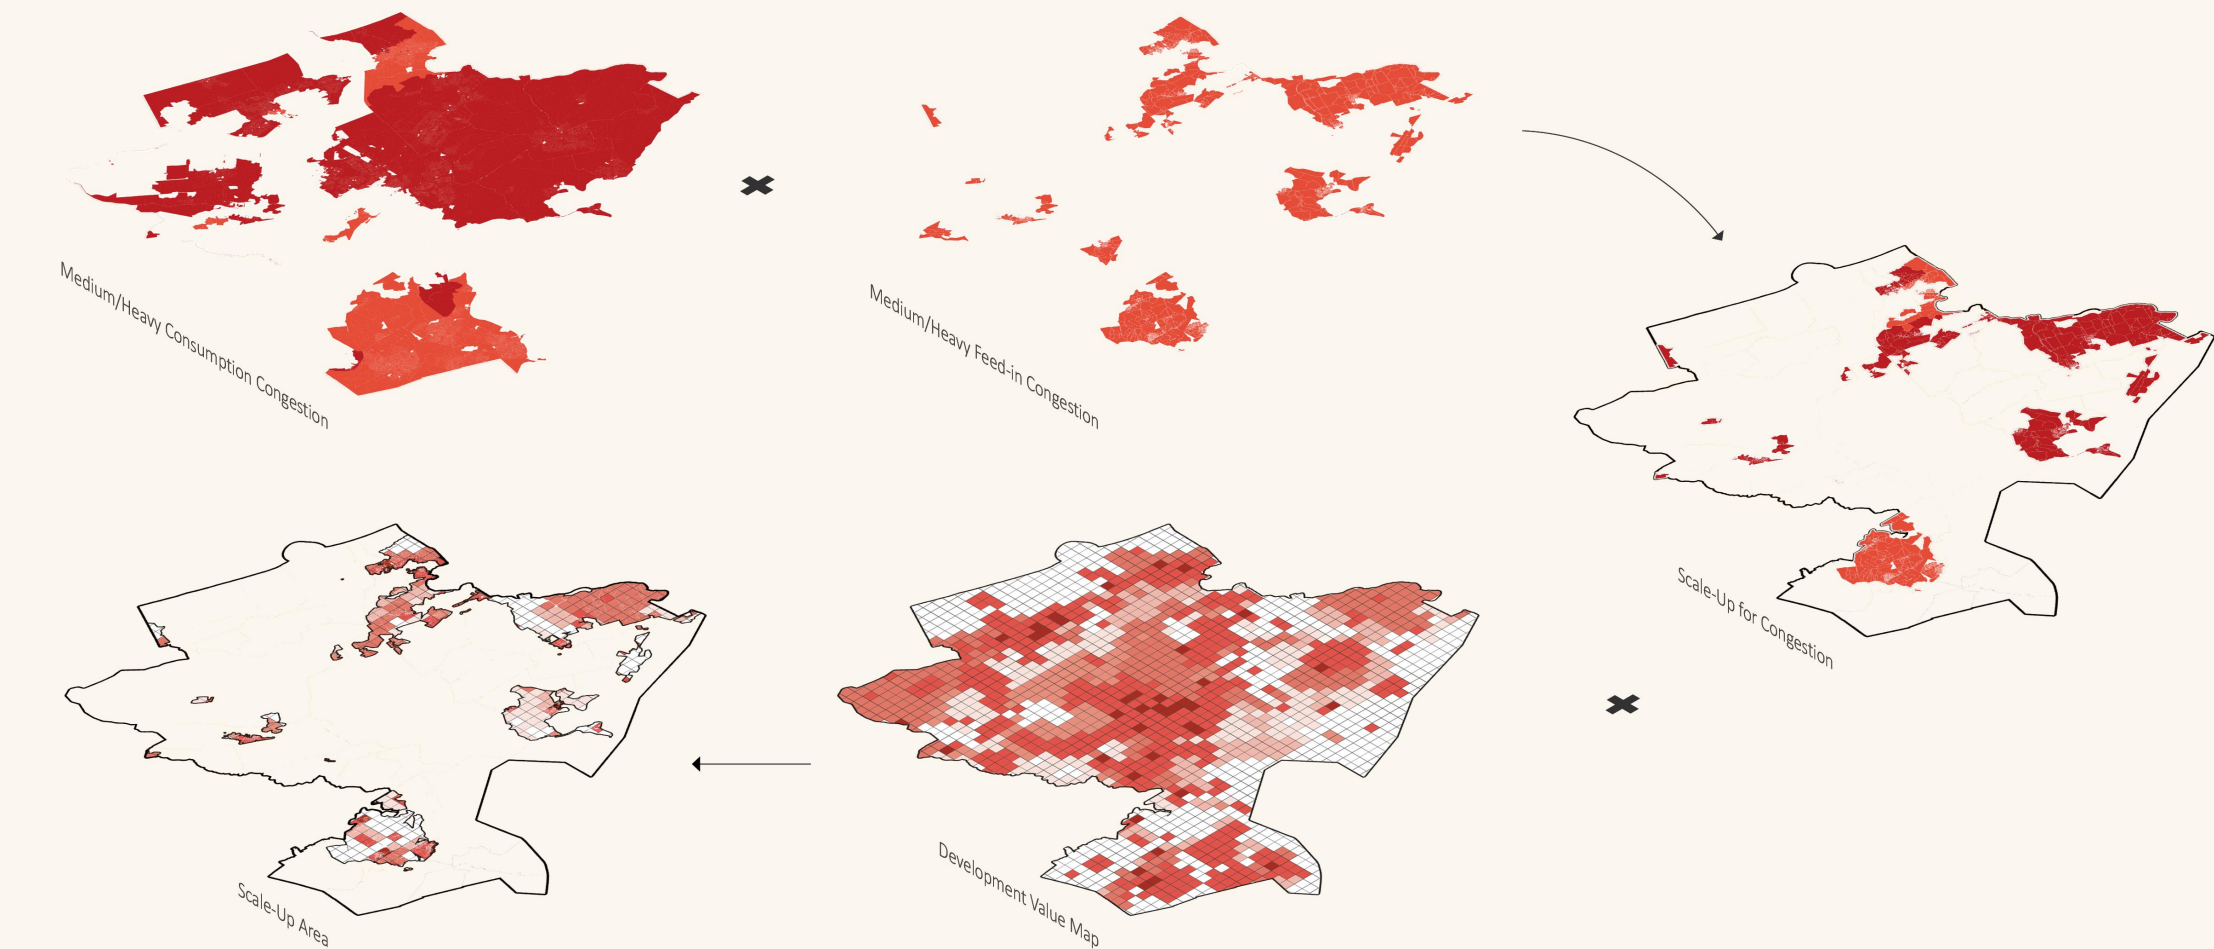 Medium/Heavy Consumption Congestion
Medium/Heavy Feed-in Congestion
Scale-Up for Congestion
Development Value Map
Scale-Up Area